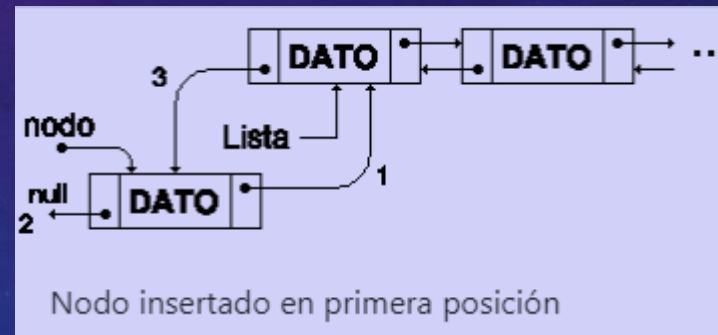 DATO DATO ..
3
nodo
Lista
1
null
DATO
2
Nodo insertado en primera posición